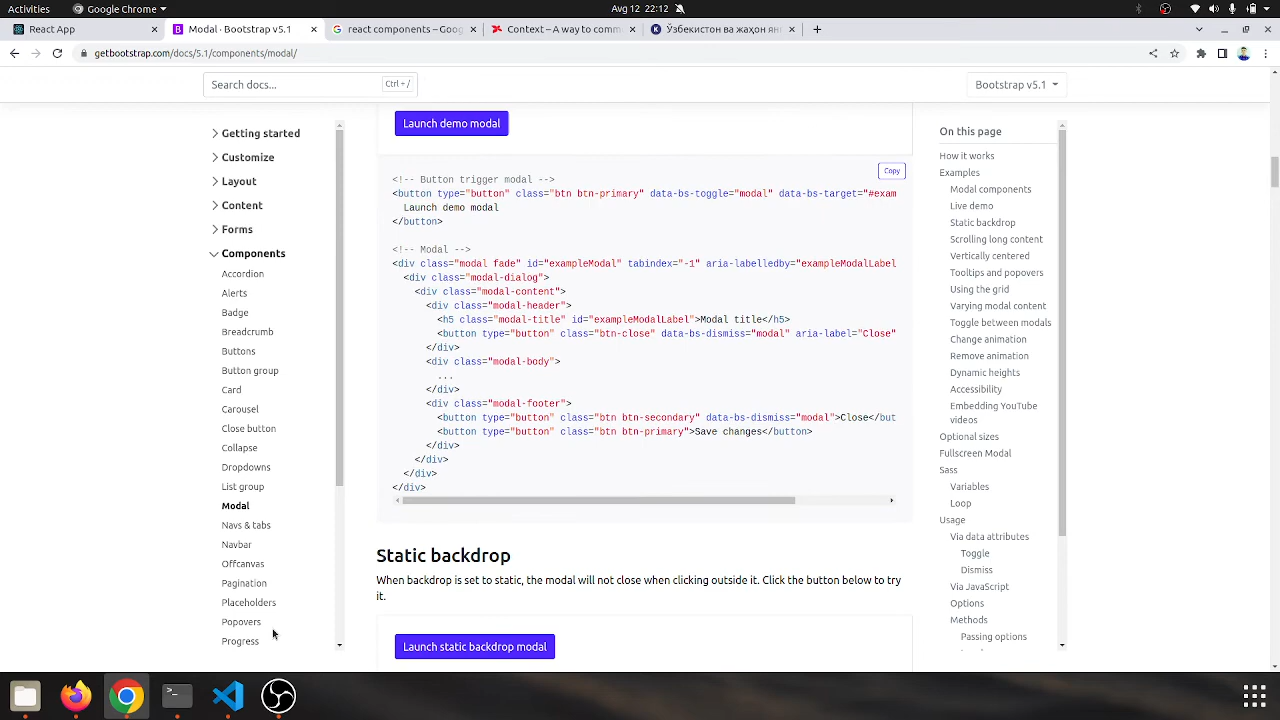 Activities
Google Chrome
Aug 12, 22:12
React App
Modal · Bootstrap v5.1
react components – Goog
Context – A way to comm
Ўзбекистон ва жаҳон янг
getbootstrap.com/docs/5.1/components/modal/
Search docs...
Ctrl + /
Bootstrap v5.1
Getting started
Customize
Layout
Content
Forms
Components
Accordion
Alerts
Badge
Breadcrumb
Buttons
Button group
Card
Carousel
Close button
Collapse
Dropdowns
List group
Modal
Navs & tabs
Navbar
Offcanvas
Pagination
Placeholders
Popovers
Progress
Launch demo modal
Copy
<!-- Button trigger modal -->
<button type="button" class="btn btn-primary" data-bs-toggle="modal" data-bs-target="#exam
Launch demo modal
</button>
<!-- Modal -->
<div class="modal fade" id="exampleModal" tabindex="-1" aria-labelledby="exampleModalLabel
<div class="modal-dialog">
<div class="modal-content">
<div class="modal-header">
<h5 class="modal-title" id="exampleModalLabel">Modal title</h5>
<button type="button" class="btn-close" data-bs-dismiss="modal" aria-label="Close"
</div>
<div class="modal-body">
...
</div>
<div class="modal-footer">
<button type="button" class="btn btn-secondary" data-bs-dismiss="modal">Close</but
<button type="button" class="btn btn-primary">Save changes</button>
</div>
</div>
</div>
</div>
Static backdrop
When backdrop is set to static, the modal will not close when clicking outside it. Click the button below to try
it.
Launch static backdrop modal
On this page
How it works
Examples
Modal components
Live demo
Static backdrop
Scrolling long content
Vertically centered
Tooltips and popovers
Using the grid
Varying modal content
Toggle between modals
Change animation
Remove animation
Dynamic heights
Accessibility
Embedding YouTube
videos
Optional sizes
Fullscreen Modal
Sass
Variables
Loop
Usage
Via data attributes
Toggle
Dismiss
Via JavaScript
Options
Methods
Passing options